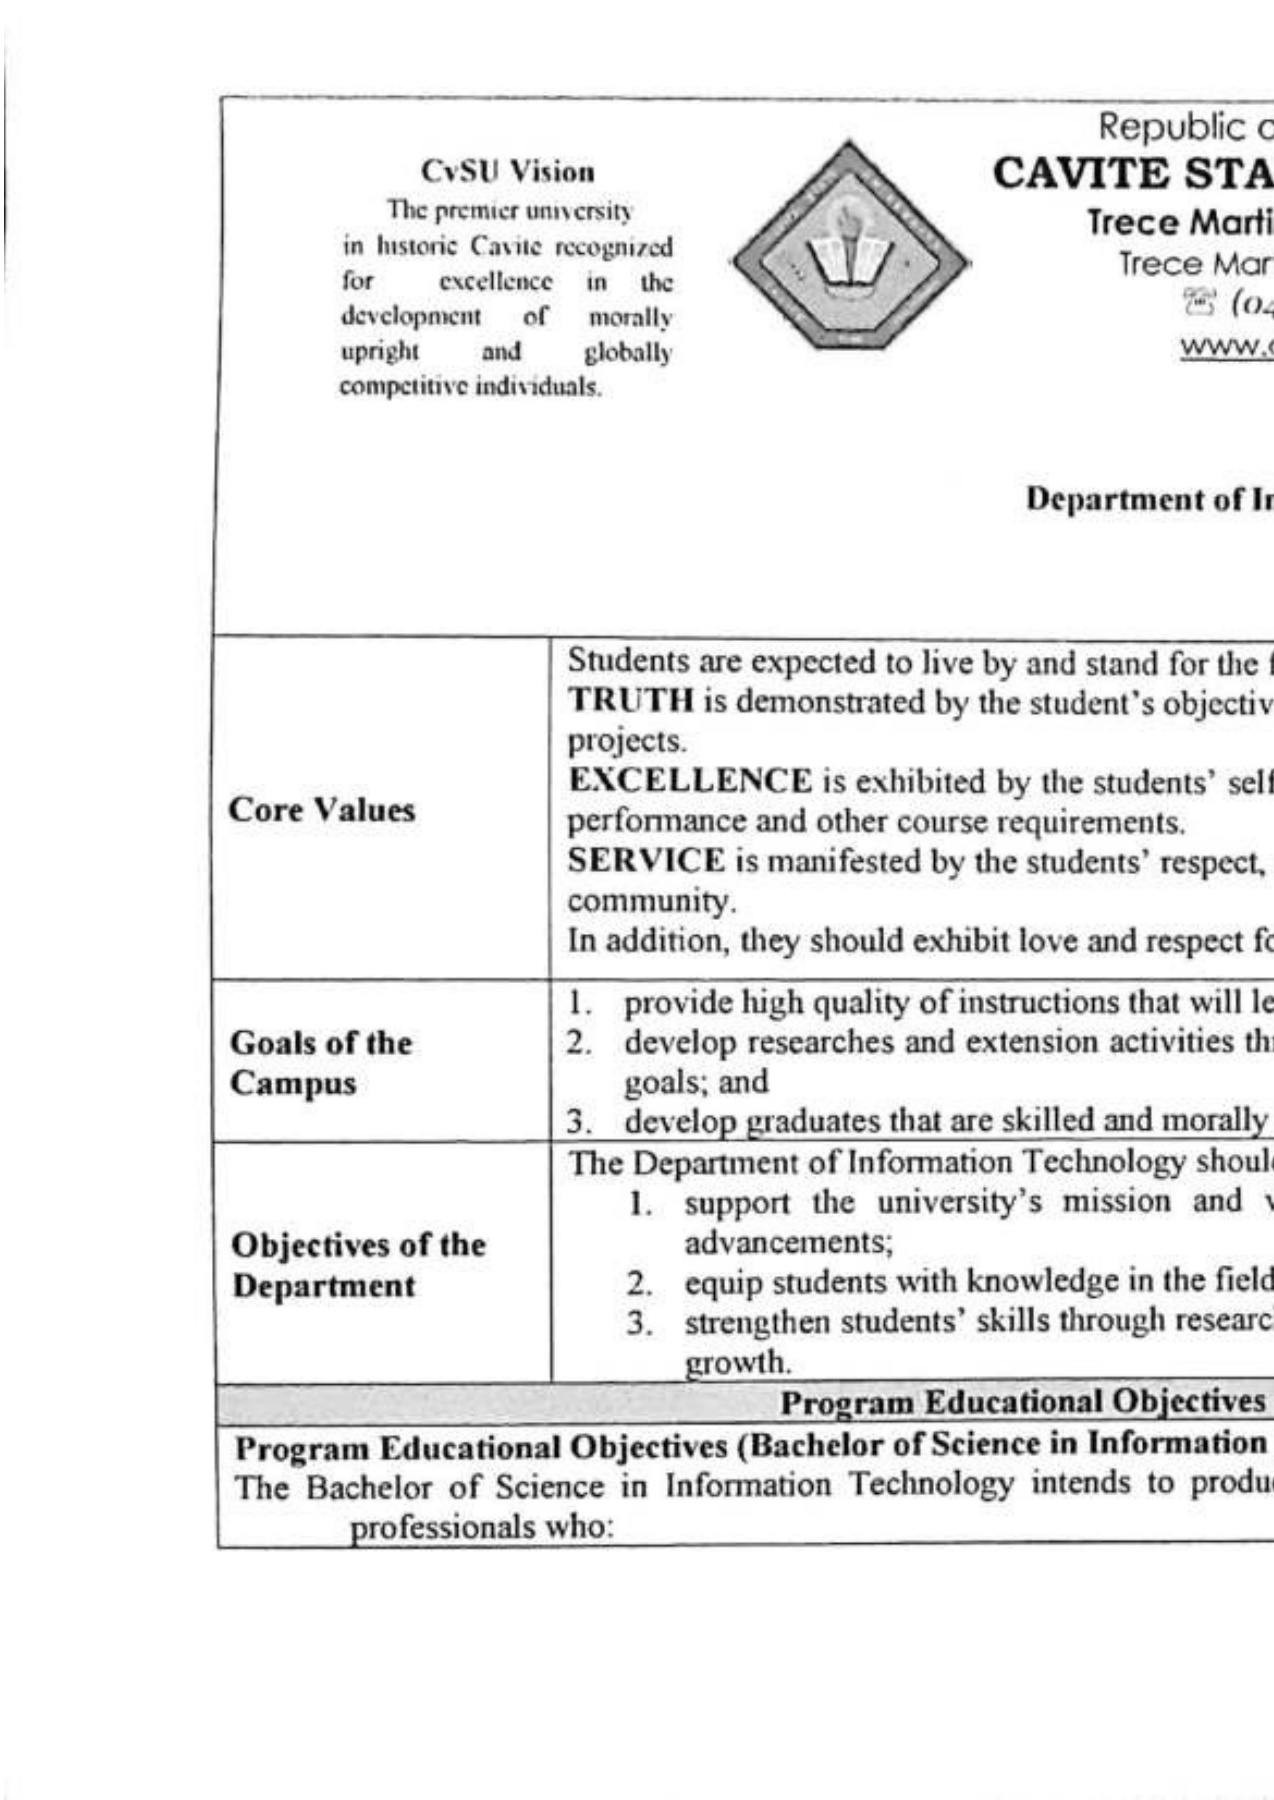 CvSU Vision
The premier university
in historic Cavite recognized
for excellence in the
development of morally
upright and globally
competitive individuals.
Republic
CAVITE STA
Trece Marti
Trece Mar
(04
www.
Department of In
Core Values
Students are expected to live by and stand for the f
TRUTH is demonstrated by the student's objectiv
projects.
EXCELLENCE is exhibited by the students' self
performance and other course requirements.
SERVICE is manifested by the students' respect,
community.
In addition, they should exhibit love and respect fo
Goals of the
Campus
1. provide high quality of instructions that will le
2. develop researches and extension activities thr
goals; and
3. develop graduates that are skilled and morally
Objectives of the
Department
The Department of Information Technology shoul
1. support the university's mission and v
advancements;
2. equip students with knowledge in the field
3. strengthen students' skills through researc
growth.
Program Educational Objectives
Program Educational Objectives (Bachelor of Science in Information
The Bachelor of Science in Information Technology intends to produ
professionals who: